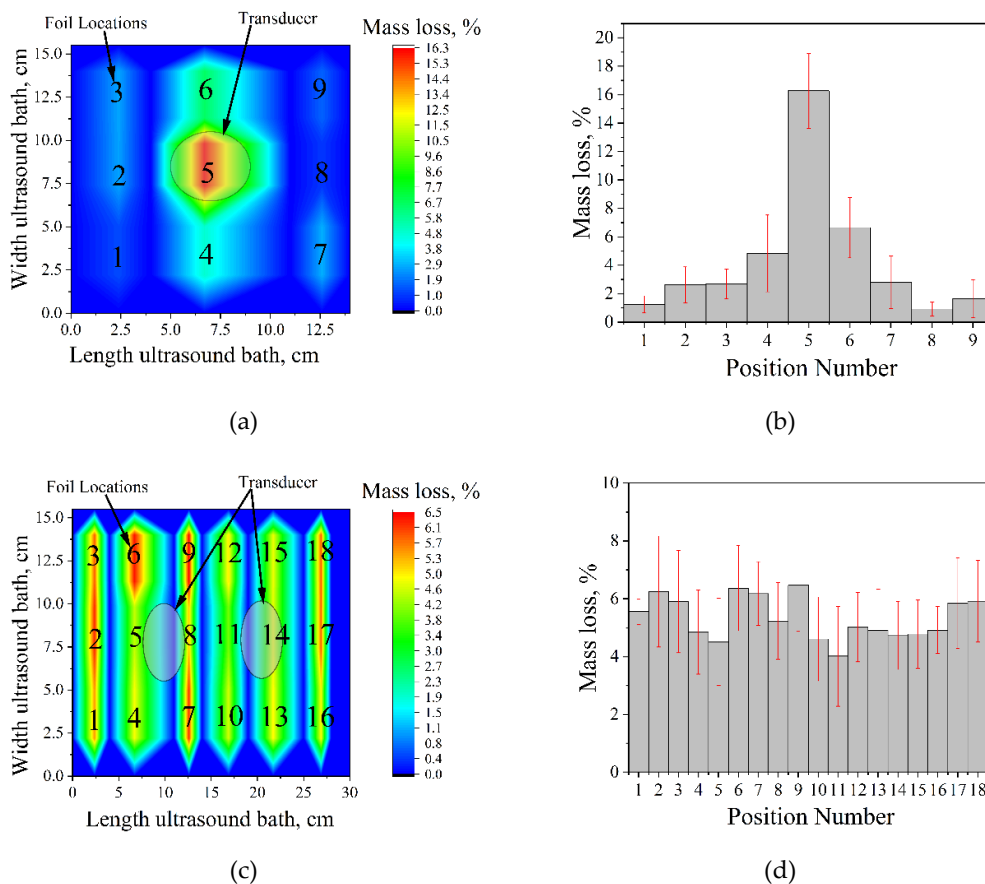 Foil Locations
Transducer
Mass loss, %
15.0
12.5
10.0
7.5
5.0
2.5
0.0
Width ultrasound bath, cm
3 6 9
2 5 8
1 4 7
0.0 2.5 5.0 7.5 10.0 12.5
Length ultrasound bath, cm
16.3
15.4
14.4
13.4
12.5
11.5
10.6
9.6
8.6
7.7
6.7
5.8
4.8
3.8
2.9
1.9
1.0
0.0
(a)
20
18
16
14
12
10
8
6
4
2
0
Mass loss, %
1 2 3 4 5 6 7 8 9
Position Number
(b)
Foil Locations
Transducer
Mass loss, %
15.0
12.5
10.0
7.5
5.0
2.5
0.0
Width ultrasound bath, cm
3 6 9 12 15 18
2 5 8 11 14 17
1 4 7 10 13 16
0 5 10 15 20 25 30
Length ultrasound bath, cm
6.5
6.1
5.7
5.3
5.0
4.6
4.2
3.8
3.4
3.1
2.7
2.3
1.9
1.5
1.1
0.8
0.4
0.0
(c)
10
8
6
4
2
0
Mass loss, %
1 2 3 4 5 6 7 8 9 10 11 12 13 14 15 16 17 18
Position Number
(d)